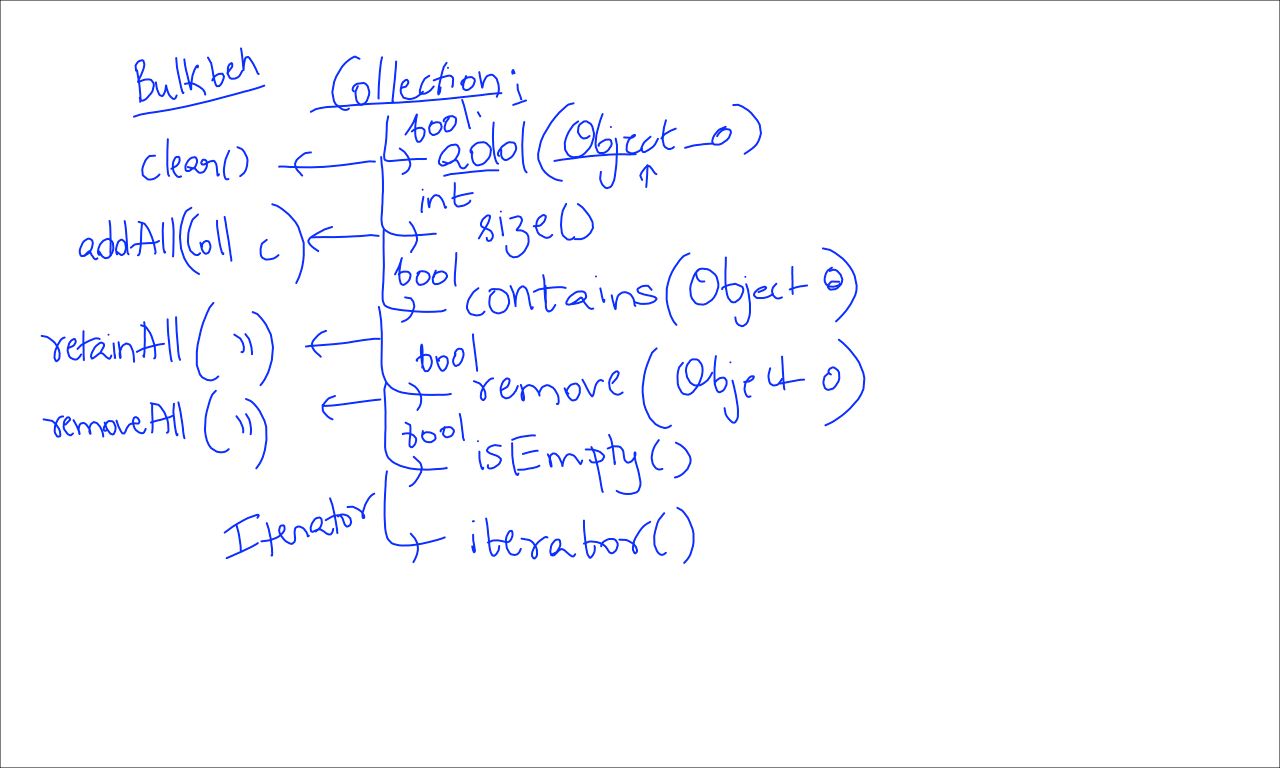 Bulkbeh Collection:
bool.
clear() add(Object o)
int
addAll(Coll c) size()
bool
contains(Object o)
retainAll( " ) bool
remove(Object o)
removeAll( " ) bool
isEmpty()
Iterator iterator()